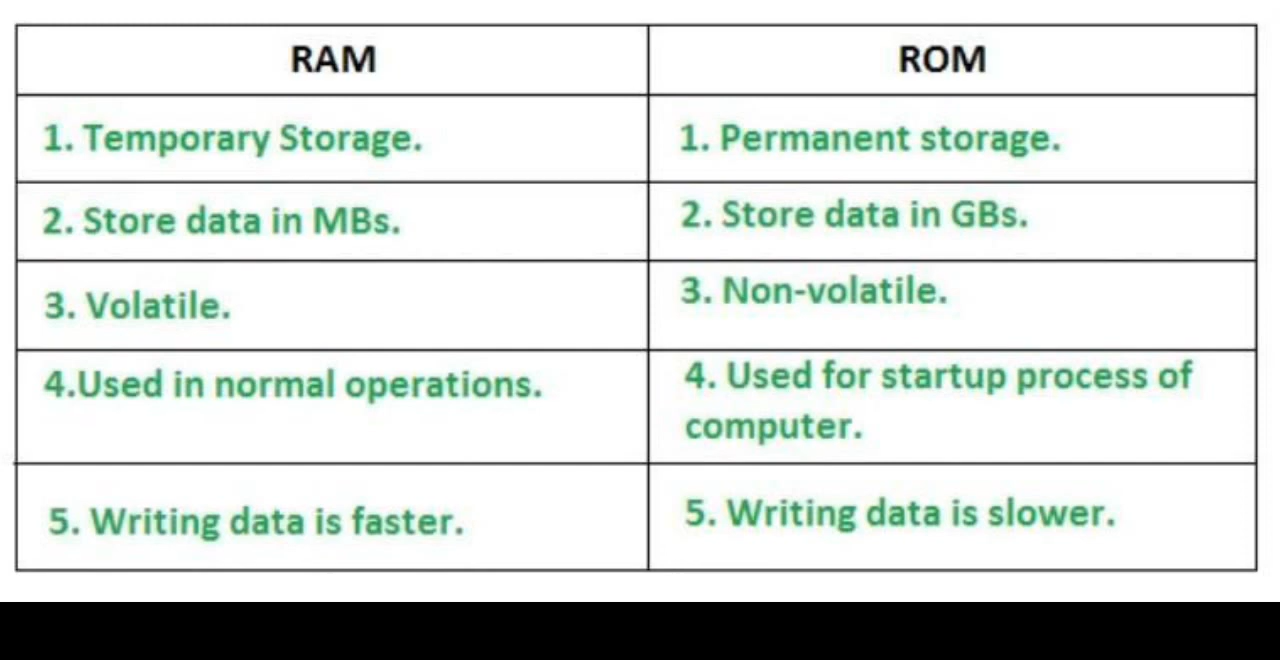 RAM
ROM
1. Temporary Storage.
1. Permanent storage.
2. Store data in MBs.
2. Store data in GBs.
3. Volatile.
3. Non-volatile.
4.Used in normal operations.
4. Used for startup process of
computer.
5. Writing data is faster.
5. Writing data is slower.